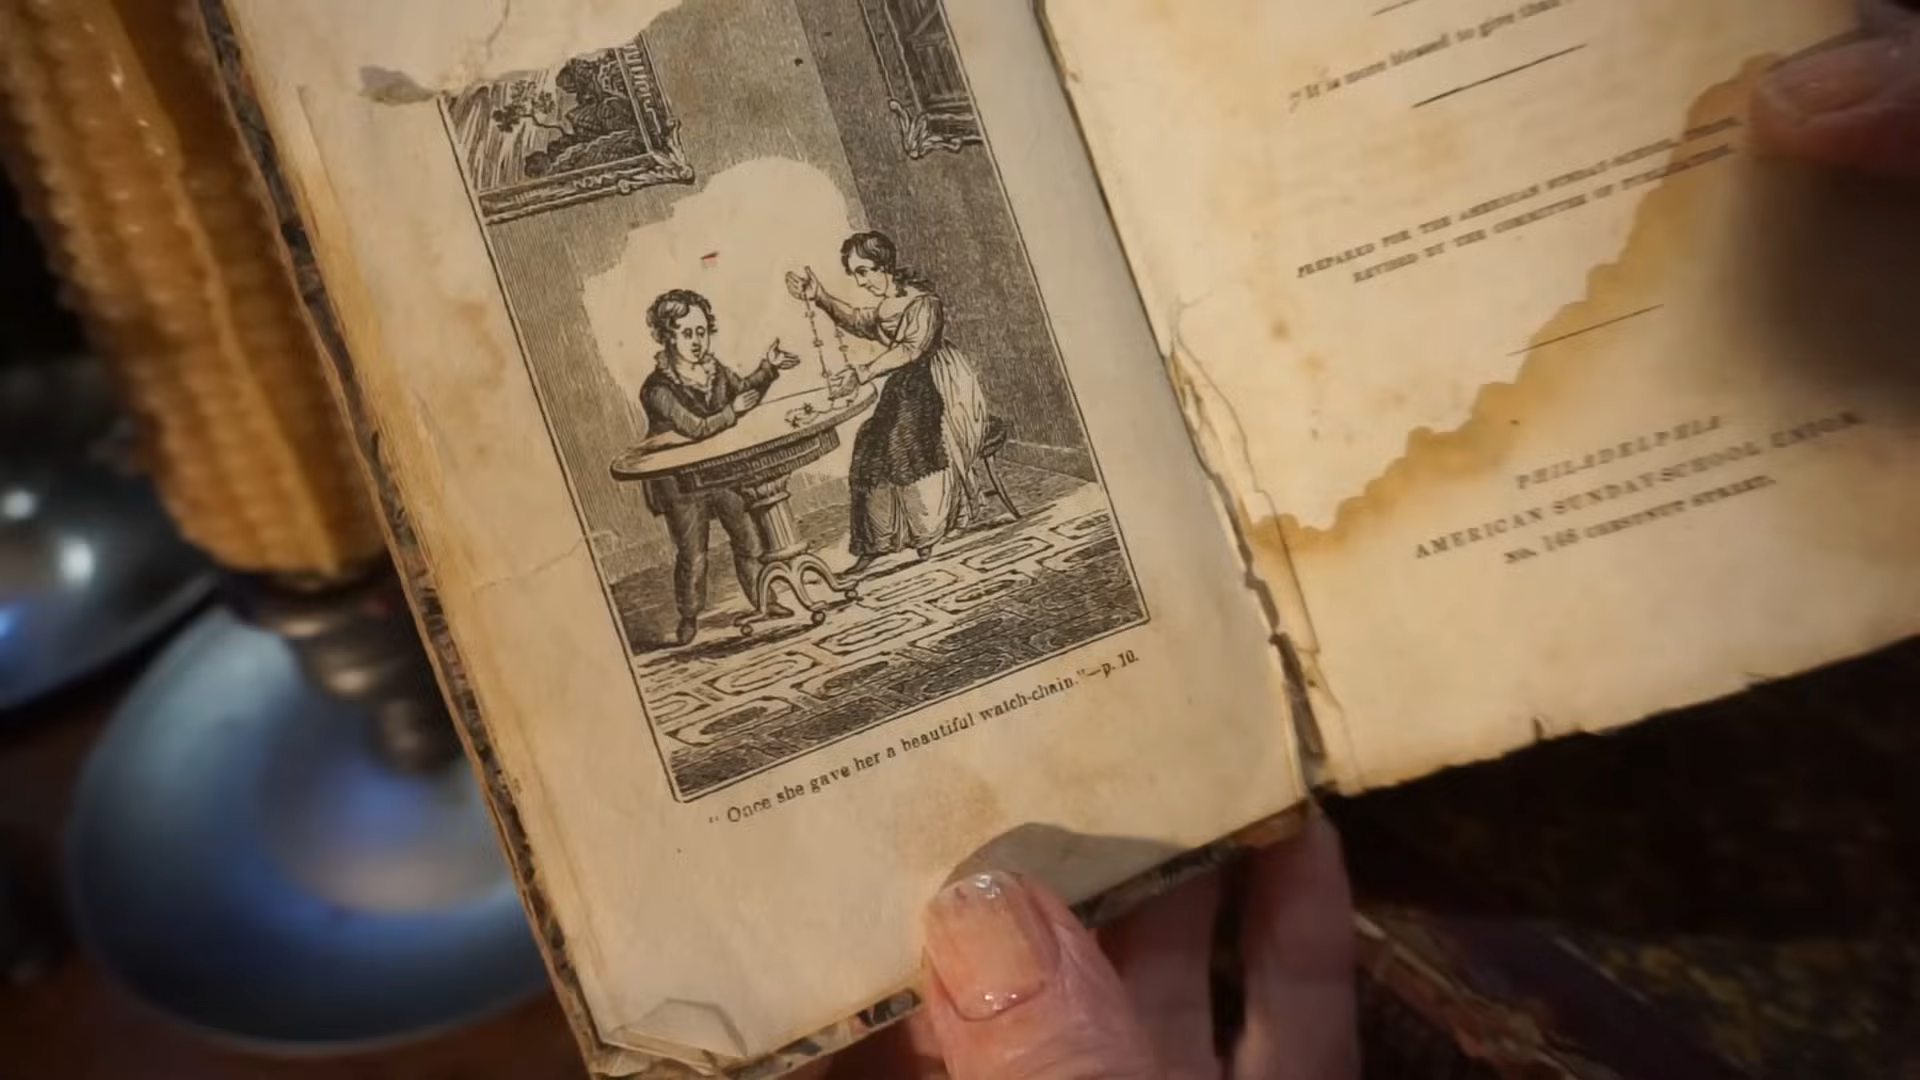 " Once she gave her a beautiful watch-chain."—p. 10.
"It is more blessed to give than
PREPARED FOR THE AMERICAN SUNDAY-SCHOOL
REVISED BY THE COMMITTEE OF PUBLICATION.
PHILADELPHIA
AMERICAN SUNDAY-SCHOOL UNION
No. 146 CHESTNUT STREET.